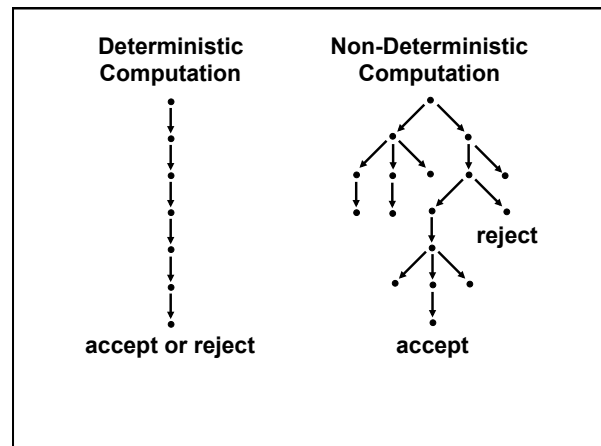 Deterministic
Computation
Non-Deterministic
Computation
reject
accept or reject
accept